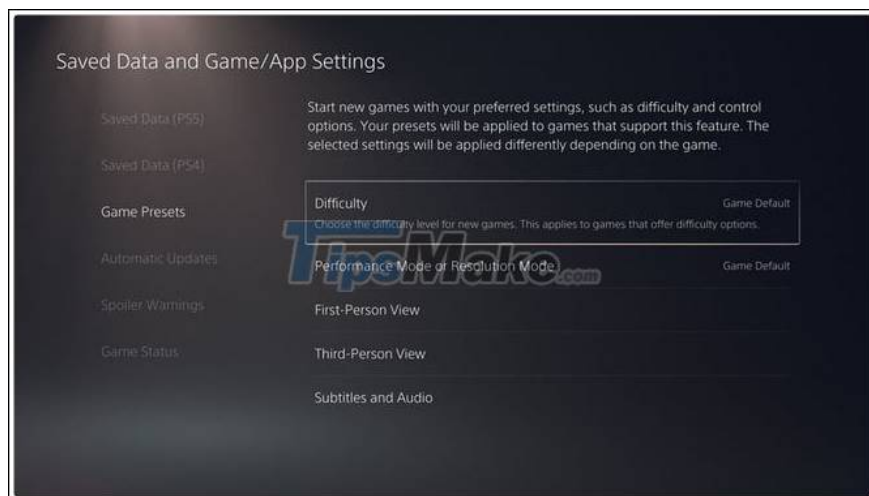 Saved Data and Game/App Settings
Saved Data (PS5)
Saved Data (PS4)
Game Presets
Automatic Updates
Spoiler Warnings
Game Status
Start new games with your preferred settings, such as difficulty and control
options. Your presets will be applied to games that support this feature. The
selected settings will be applied differently depending on the game.
Difficulty
Game Default
Choose the difficulty level for new games. This applies to games that offer difficulty options.
TipsMake.com
Performance Mode or Resolution Mode
Game Default
First-Person View
Third-Person View
Subtitles and Audio